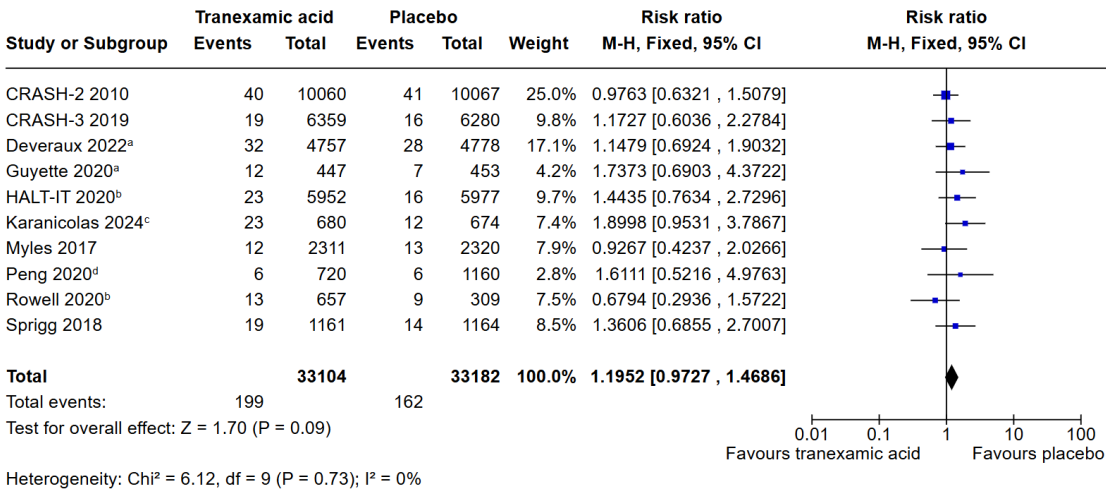 Tranexamic acid Placebo Risk ratio Risk ratio
Study or Subgroup Events Total Events Total Weight M-H, Fixed, 95% CI M-H, Fixed, 95% CI
CRASH-2 2010 40 10060 41 10067 25.0% 0.9763 [0.6321 , 1.5079]
CRASH-3 2019 19 6359 16 6280 9.8% 1.1727 [0.6036 , 2.2784]
Deveraux 2022ᵃ 32 4757 28 4778 17.1% 1.1479 [0.6924 , 1.9032]
Guyette 2020ᵃ 12 447 7 453 4.2% 1.7373 [0.6903 , 4.3722]
HALT-IT 2020ᵇ 23 5952 16 5977 9.7% 1.4435 [0.7634 , 2.7296]
Karanicolas 2024ᶜ 23 680 12 674 7.4% 1.8998 [0.9531 , 3.7867]
Myles 2017 12 2311 13 2320 7.9% 0.9267 [0.4237 , 2.0266]
Peng 2020ᵈ 6 720 6 1160 2.8% 1.6111 [0.5216 , 4.9763]
Rowell 2020ᵇ 13 657 9 309 7.5% 0.6794 [0.2936 , 1.5722]
Sprigg 2018 19 1161 14 1164 8.5% 1.3606 [0.6855 , 2.7007]
Total 33104 33182 100.0% 1.1952 [0.9727 , 1.4686]
Total events: 199 162
Test for overall effect: Z = 1.70 (P = 0.09)
0.01 0.1 1 10 100
Favours tranexamic acid Favours placebo
Heterogeneity: Chi² = 6.12, df = 9 (P = 0.73); I² = 0%